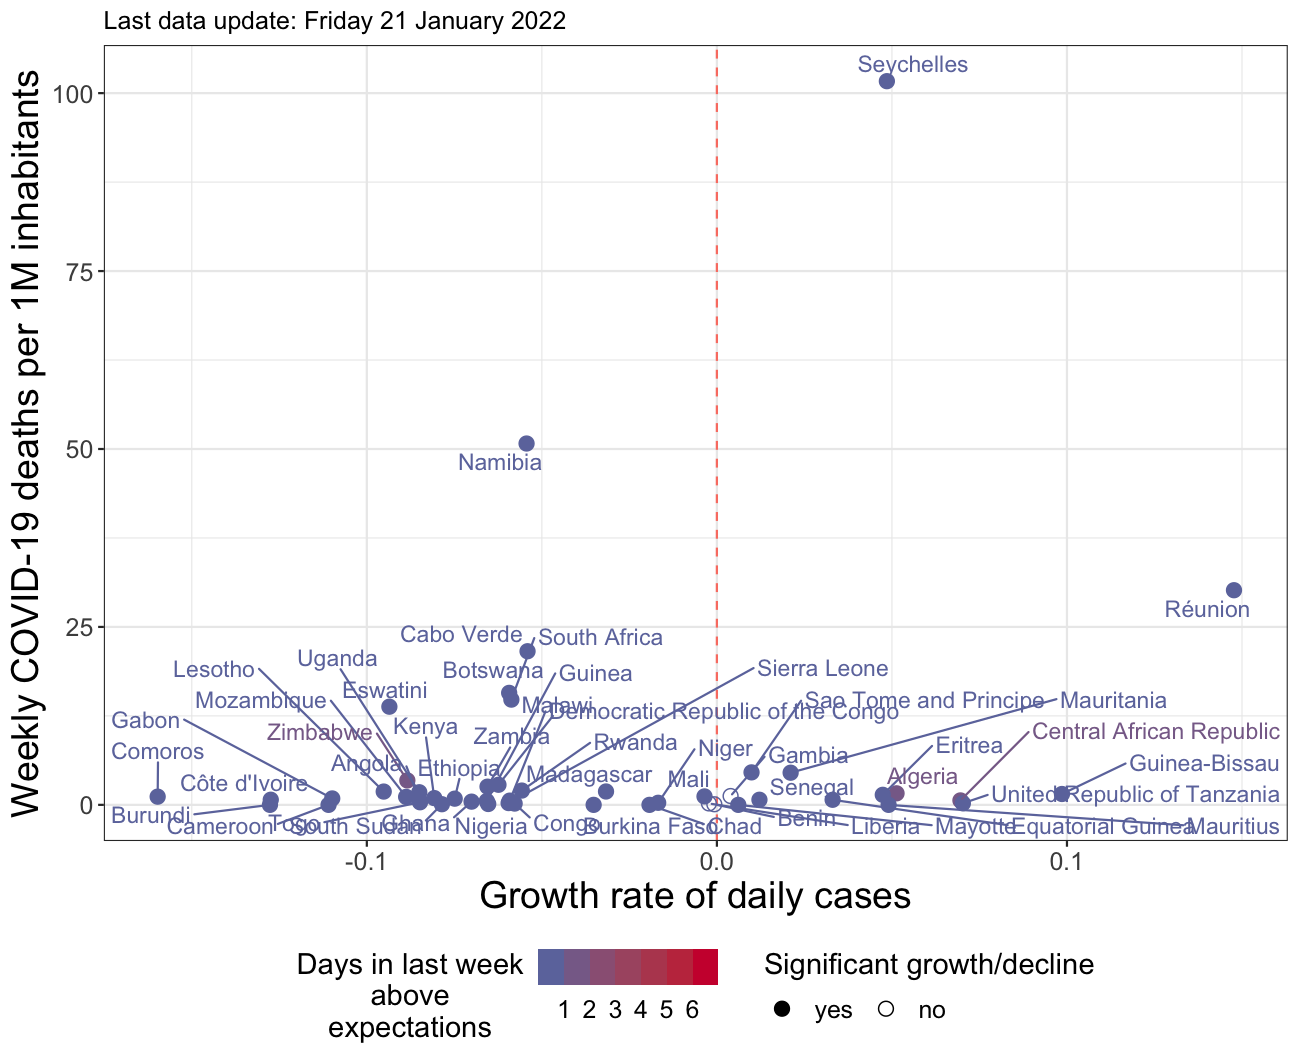 Last data update: Friday 21 January 2022
Weekly COVID-19 deaths per 1M inhabitants
100
75
50
25
0
Seychelles
Namibia
Réunion
Cabo Verde
South Africa
Uganda
Lesotho
Botswana
Guinea
Sierra Leone
Mozambique
Eswatini
Malawi
Sao Tome and Principe
Mauritania
Gabon
Democratic Republic of the Congo
Zimbabwe
Kenya
Zambia
Rwanda
Central African Republic
Comoros
Niger
Gambia
Eritrea
Angola
Ethiopia
Madagascar
Mali
Algeria
Guinea-Bissau
Côte d'Ivoire
Senegal
United Republic of Tanzania
Burundi
Cameroon
Togo
South Sudan
Ghana
Nigeria
Congo
Burkina Faso
Chad
Benin
Liberia
Mayotte
Equatorial Guinea
Mauritius
-0.1
0.0
0.1
Growth rate of daily cases
Days in last week
above
expectations
1 2 3 4 5 6
Significant growth/decline
yes
no